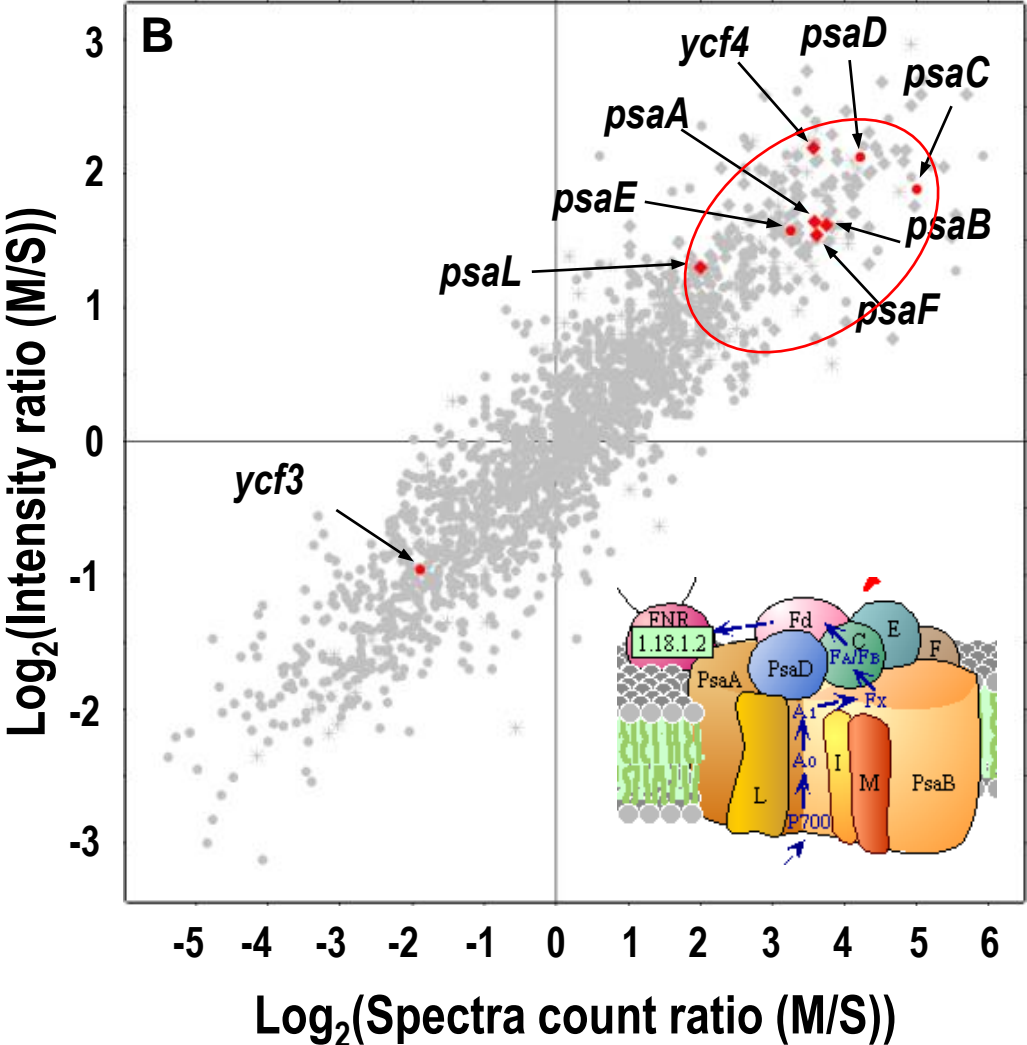 B
3
2
1
0
-1
-2
-3
ycf4
psaD
psaC
psaA
psaE
psaB
psaL
psaF
ycf3
FNR
1.18.1.2
Fd
E
C
F
PsaA
PsaD
FA/FB
A1
Fx
A0
I
M
PsaB
L
P700
-5 -4 -3 -2 -1 0 1 2 3 4 5 6
Log₂(Spectra count ratio (M/S))
Log₂(Intensity ratio (M/S))